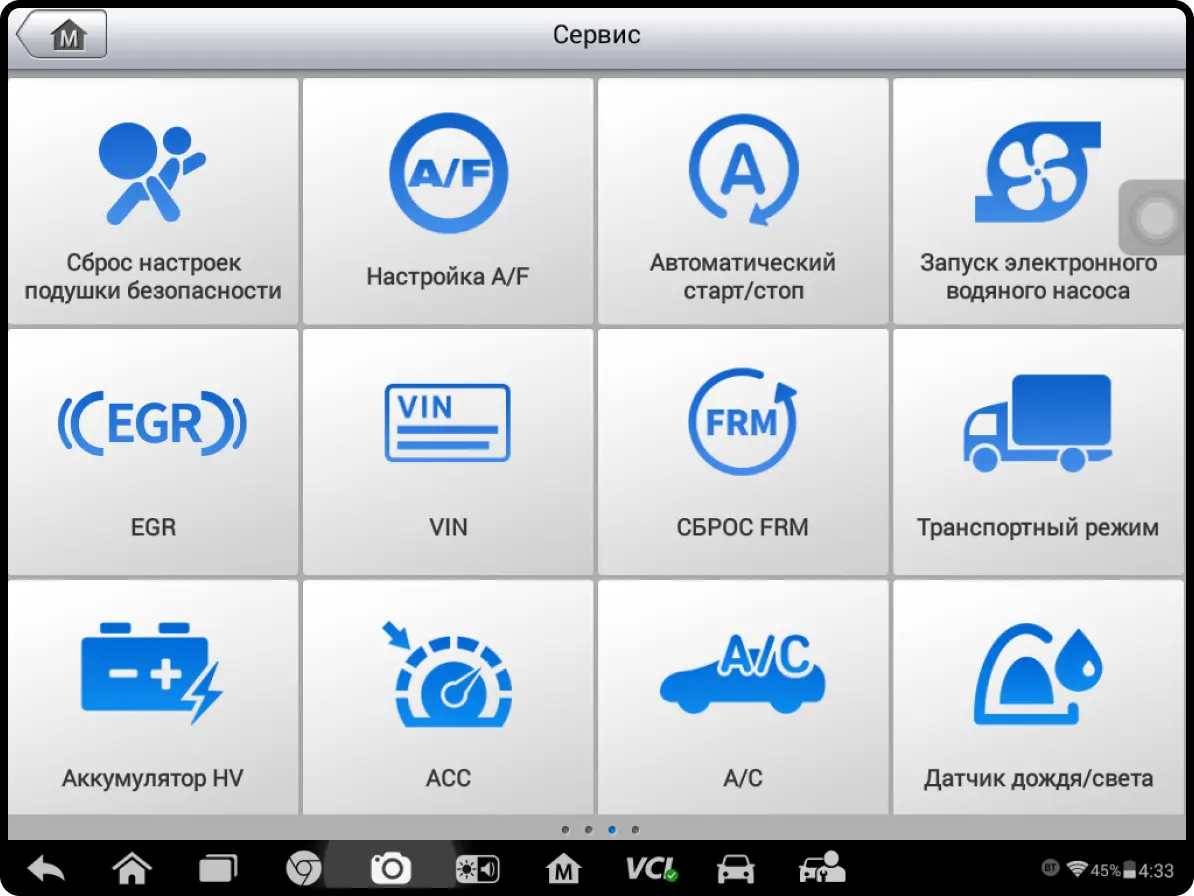 M
Сервис
A/F
A
Сброс настроек
подушки безопасности
Настройка A/F
Автоматический
старт/стоп
Запуск электронного
водяного насоса
EGR
VIN
FRM
EGR
VIN
СБРОС FRM
Транспортный режим
A/C
Аккумулятор HV
ACC
A/C
Датчик дождя/света
M
VCI
BT
45%
4:33